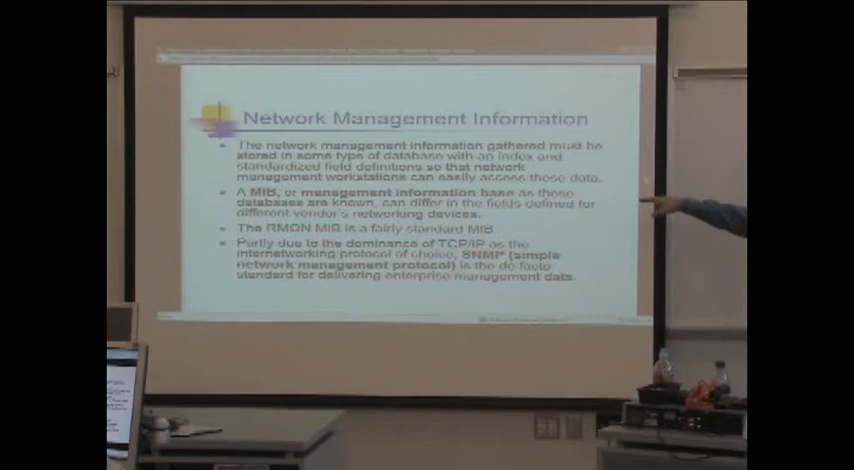 Network Management Information
The network management information gathered must be
stored in some type of database with an index and
standardized field definitions so that network
management workstations can easily access these data.
A MIB, or management information base as these
databases are known, can differ in the fields defined for
different vendor's networking devices.
The RMON MIB is a fairly standard MIB
Partly due to the dominance of TCP/IP as the
internetworking protocol of choice, SNMP (simple
network management protocol) is the de facto
standard for delivering enterprise management data.